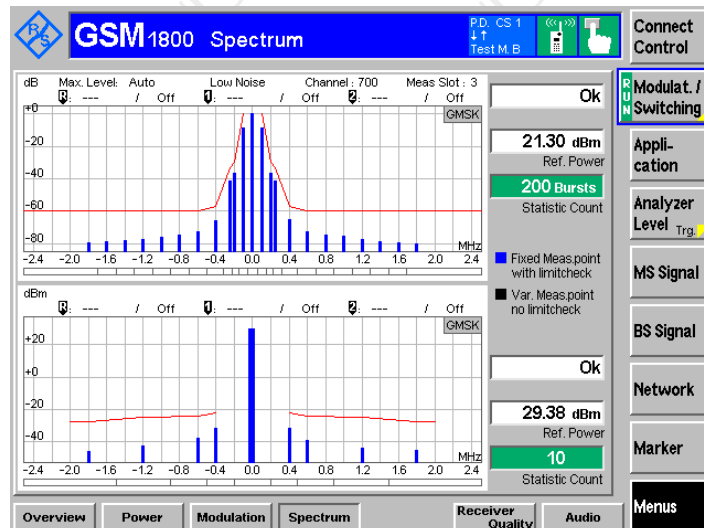 R&S GSM1800 Spectrum
P.D. CS 1
↓↑
Test M. B
Connect
Control
dB Max. Level: Auto Low Noise Channel : 700 Meas Slot : 3
R: --- / Off 1: --- / Off 2: --- / Off
+0
GMSK
-20
-40
-60
-80
MHz
-2.4 -2.0 -1.6 -1.2 -0.8 -0.4 0.0 0.4 0.8 1.2 1.6 2.0 2.4
Ok
21.30 dBm
Ref. Power
200 Bursts
Statistic Count
Fixed Meas.point
with limitcheck
Var. Meas.point
no limitcheck
dBm
R: --- / Off 1: --- / Off 2: --- / Off
GMSK
+20
+0
-20
-40
MHz
-2.4 -2.0 -1.6 -1.2 -0.8 -0.4 0.0 0.4 0.8 1.2 1.6 2.0 2.4
Ok
29.38 dBm
Ref. Power
10
Statistic Count
RUN
Modulat. /
Switching
Appli-
cation
Analyzer
Level Trg.
MS Signal
BS Signal
Network
Marker
Menus
Overview Power Modulation Spectrum Receiver Quality Audio